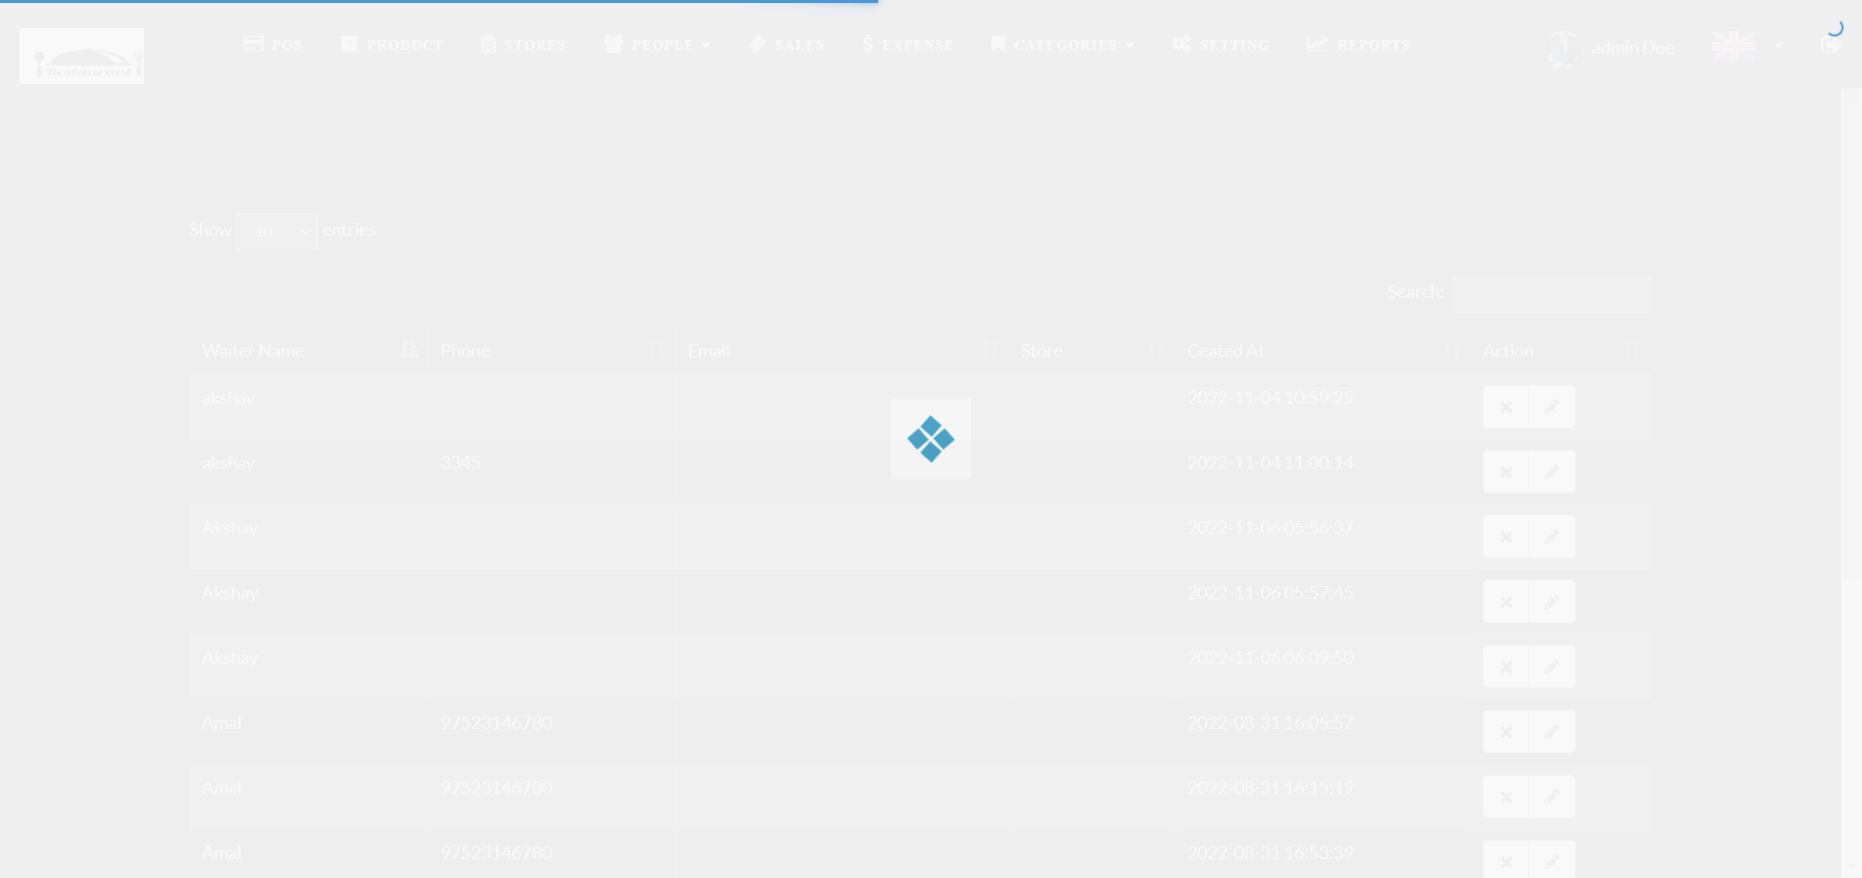 Restaurant
POS PRODUCT STORES PEOPLE SALES EXPENSE CATEGORIES SETTING REPORTS admin Doe
Show 10 entries
Search:
Waiter Name Phone Email Store Ceated At Action
akshay 2022-11-04 10:59:25
akshay 3345 2022-11-04 11:00:14
Akshay 2022-11-06 05:56:37
Akshay 2022-11-06 05:57:45
Akshay 2022-11-06 06:09:50
Amal 97523146780 2022-08-31 16:05:57
Amal 97523146780 2022-08-31 16:15:19
Amal 97523146780 2022-08-31 16:53:39